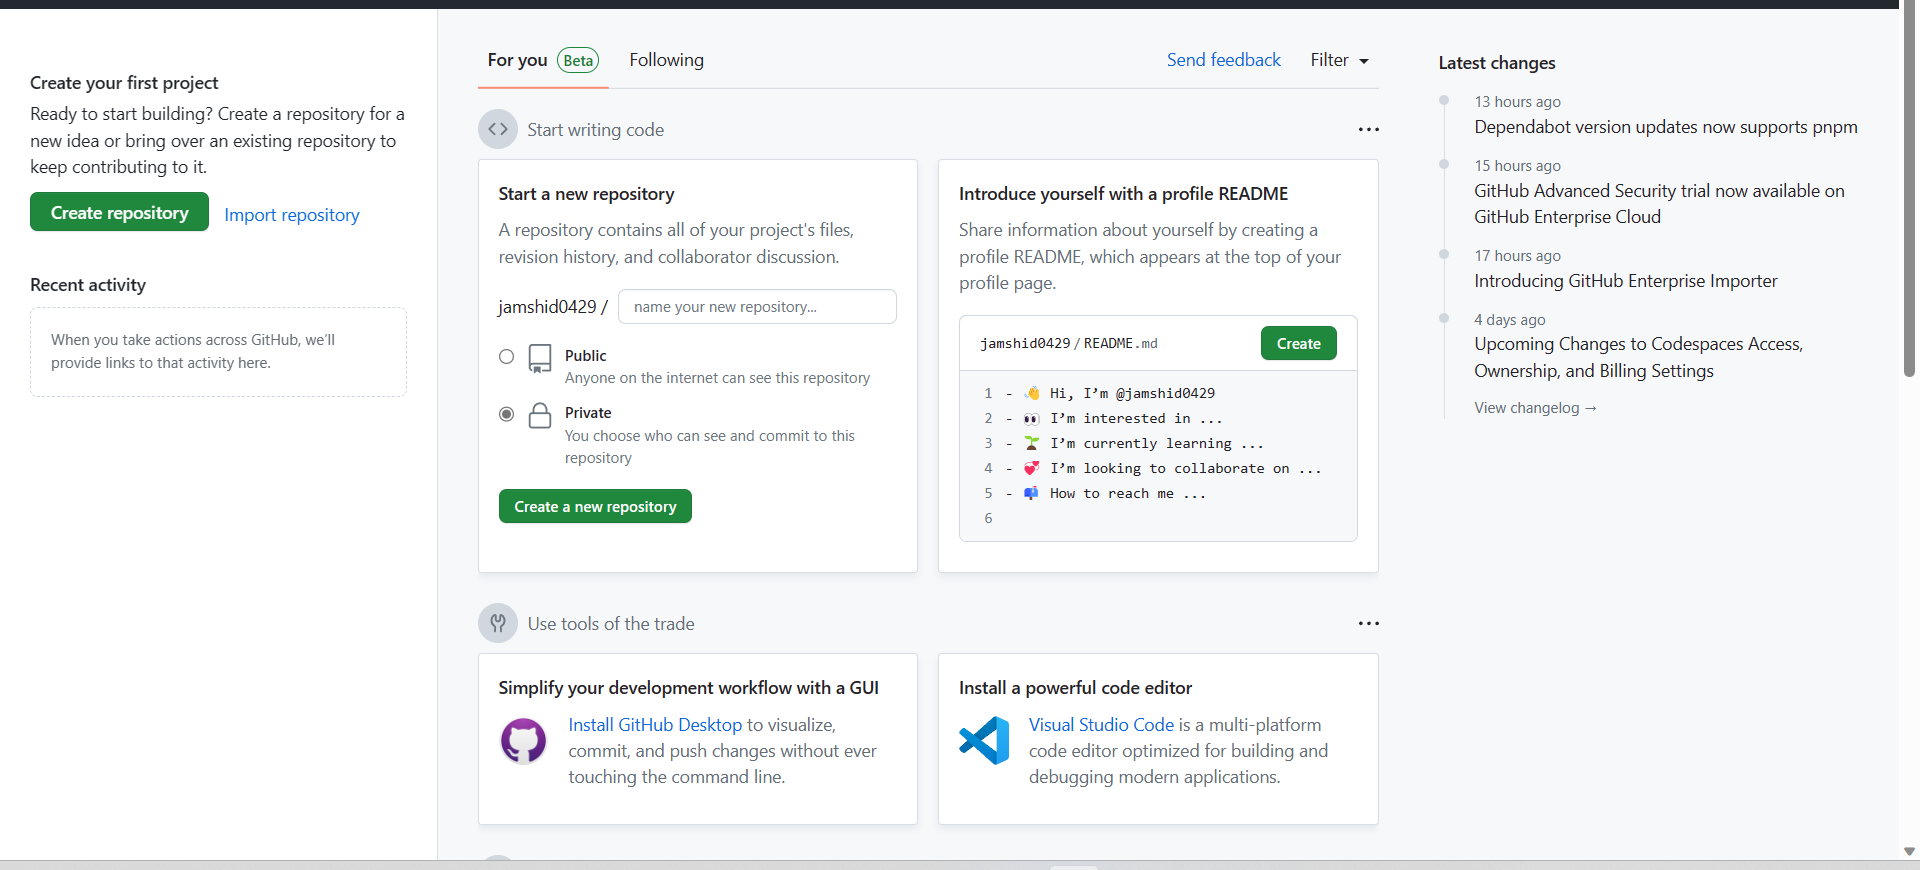 Create your first project
Ready to start building? Create a repository for a
new idea or bring over an existing repository to
keep contributing to it.
Create repository
Import repository
Recent activity
When you take actions across GitHub, we'll
provide links to that activity here.
For you Beta
Following
Send feedback
Filter
Start writing code
Start a new repository
A repository contains all of your project's files,
revision history, and collaborator discussion.
jamshid0429 / name your new repository...
Public
Anyone on the internet can see this repository
Private
You choose who can see and commit to this
repository
Create a new repository
Introduce yourself with a profile README
Share information about yourself by creating a
profile README, which appears at the top of your
profile page.
jamshid0429 / README.md
Create
1 - 👋 Hi, I’m @jamshid0429
2 - 👀 I’m interested in ...
3 - 🌱 I’m currently learning ...
4 - 💞️ I’m looking to collaborate on ...
5 - 📫 How to reach me ...
6
Use tools of the trade
Simplify your development workflow with a GUI
Install GitHub Desktop to visualize,
commit, and push changes without ever
touching the command line.
Install a powerful code editor
Visual Studio Code is a multi-platform
code editor optimized for building and
debugging modern applications.
Latest changes
13 hours ago
Dependabot version updates now supports pnpm
15 hours ago
GitHub Advanced Security trial now available on
GitHub Enterprise Cloud
17 hours ago
Introducing GitHub Enterprise Importer
4 days ago
Upcoming Changes to Codespaces Access,
Ownership, and Billing Settings
View changelog →